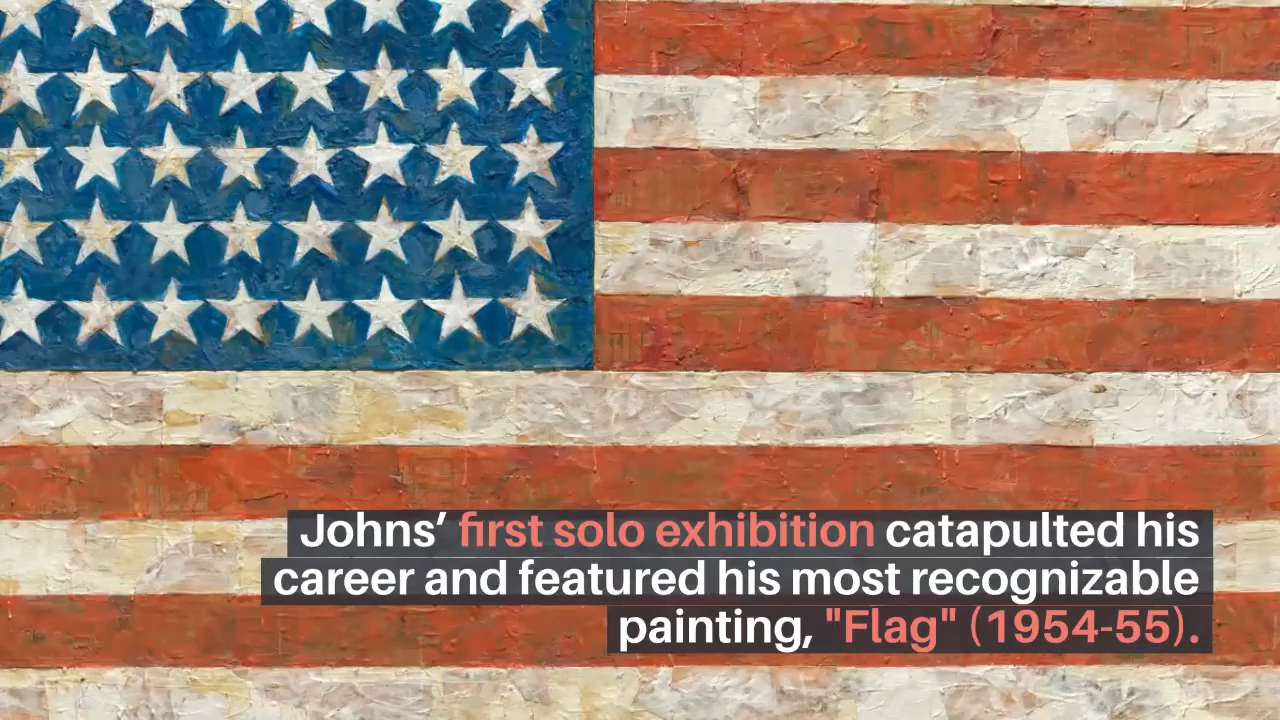 Johns’ first solo exhibition catapulted his
career and featured his most recognizable
painting, "Flag" (1954-55).